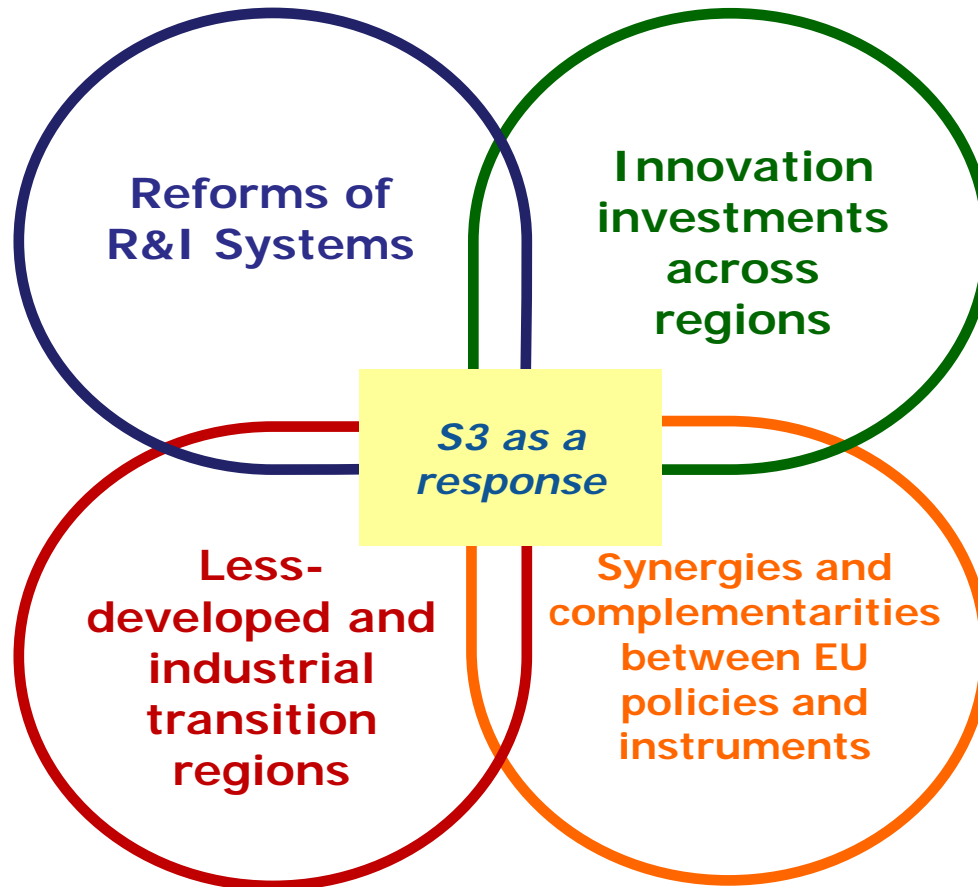 Reforms of
R&I Systems
Innovation
investments
across
regions
S3 as a
response
Less-
developed and
industrial
transition
regions
Synergies and
complementarities
between EU
policies and
instruments